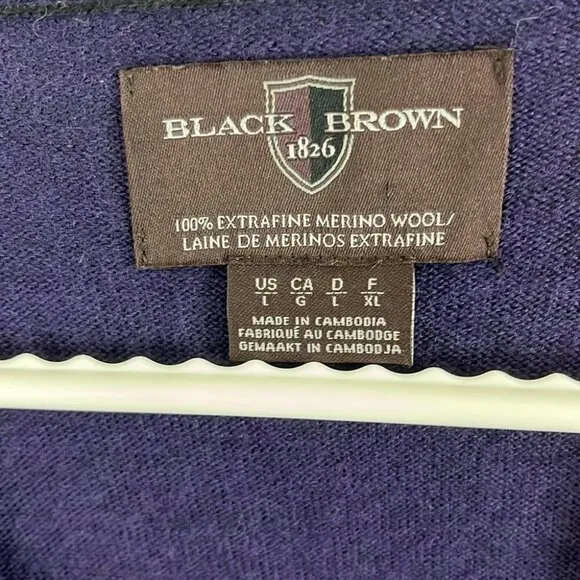 BLACK BROWN
1826
100% EXTRAFINE MERINO WOOL/
LAINE DE MERINOS EXTRAFINE
US CA D F
L G L XL
MADE IN CAMBODIA
FABRIQUÉ AU CAMBODGE
GEMAAKT IN CAMBODJA